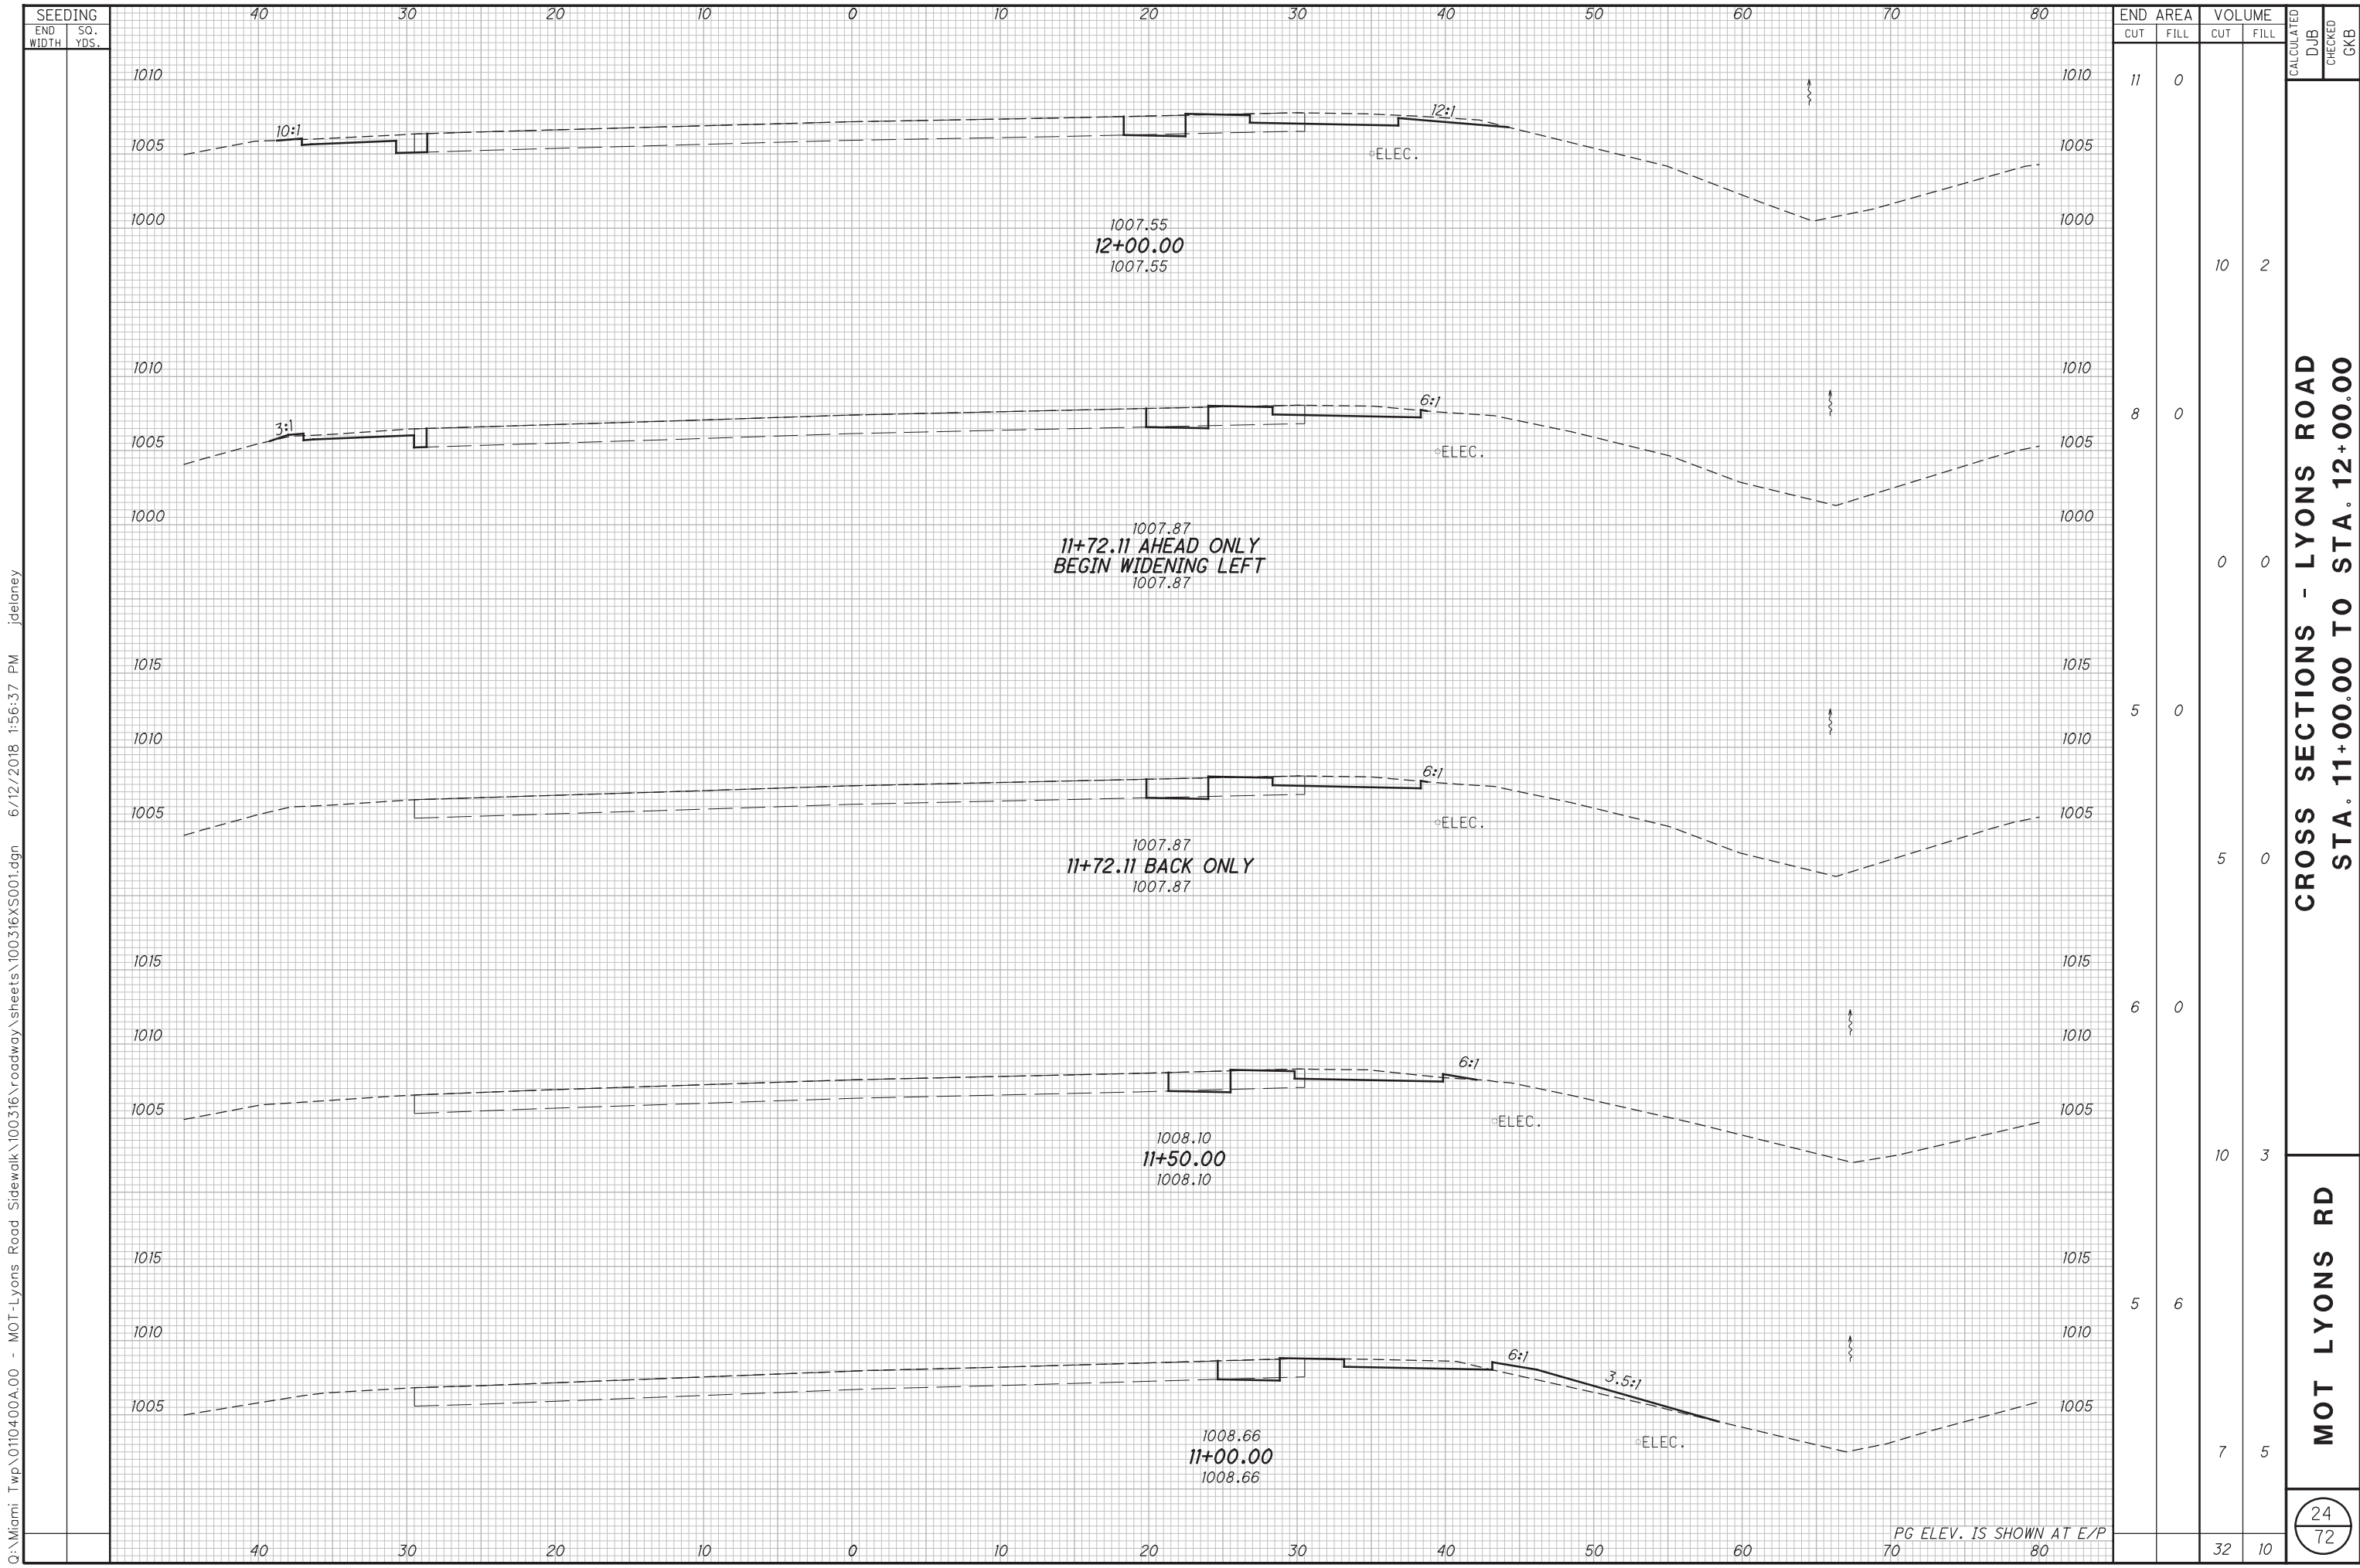 SEEDING
END WIDTH
SQ. YDS.
40 30 20 10 0 10 20 30 40 50 60 70 80
END AREA VOLUME
CUT FILL CUT FILL
CALCULATED
DJB
CHECKED
GKB
1010 1010
11 0
10:1
12:1
1005 1005
ELEC.
1000 1000
1007.55
12+00.00
1007.55
10 2
1010 1010
8 0
3:1
6:1
1005 1005
ELEC.
1000 1000
1007.87
11+72.11 AHEAD ONLY
BEGIN WIDENING LEFT
1007.87
0 0
1015 1015
5 0
1010 1010
6:1
1005 1005
ELEC.
1007.87
11+72.11 BACK ONLY
1007.87
5 0
1015 1015
6 0
1010 1010
6:1
1005 1005
ELEC.
1008.10
11+50.00
1008.10
10 3
1015 1015
5 6
1010 1010
6:1
3.5:1
1005 1005
ELEC.
1008.66
11+00.00
1008.66
7 5
PG ELEV. IS SHOWN AT E/P
40 30 20 10 0 10 20 30 40 50 60 70 80
32 10
CROSS SECTIONS - LYONS ROAD
STA. 11+00.00 TO STA. 12+00.00
MOT LYONS RD
24
72
Q:\Miami Twp\0110400A.00 - MOT-Lyons Road Sidewalk\100316\roadway\sheets\100316XS001.dgn 6/12/2018 1:56:37 PM jdelaney